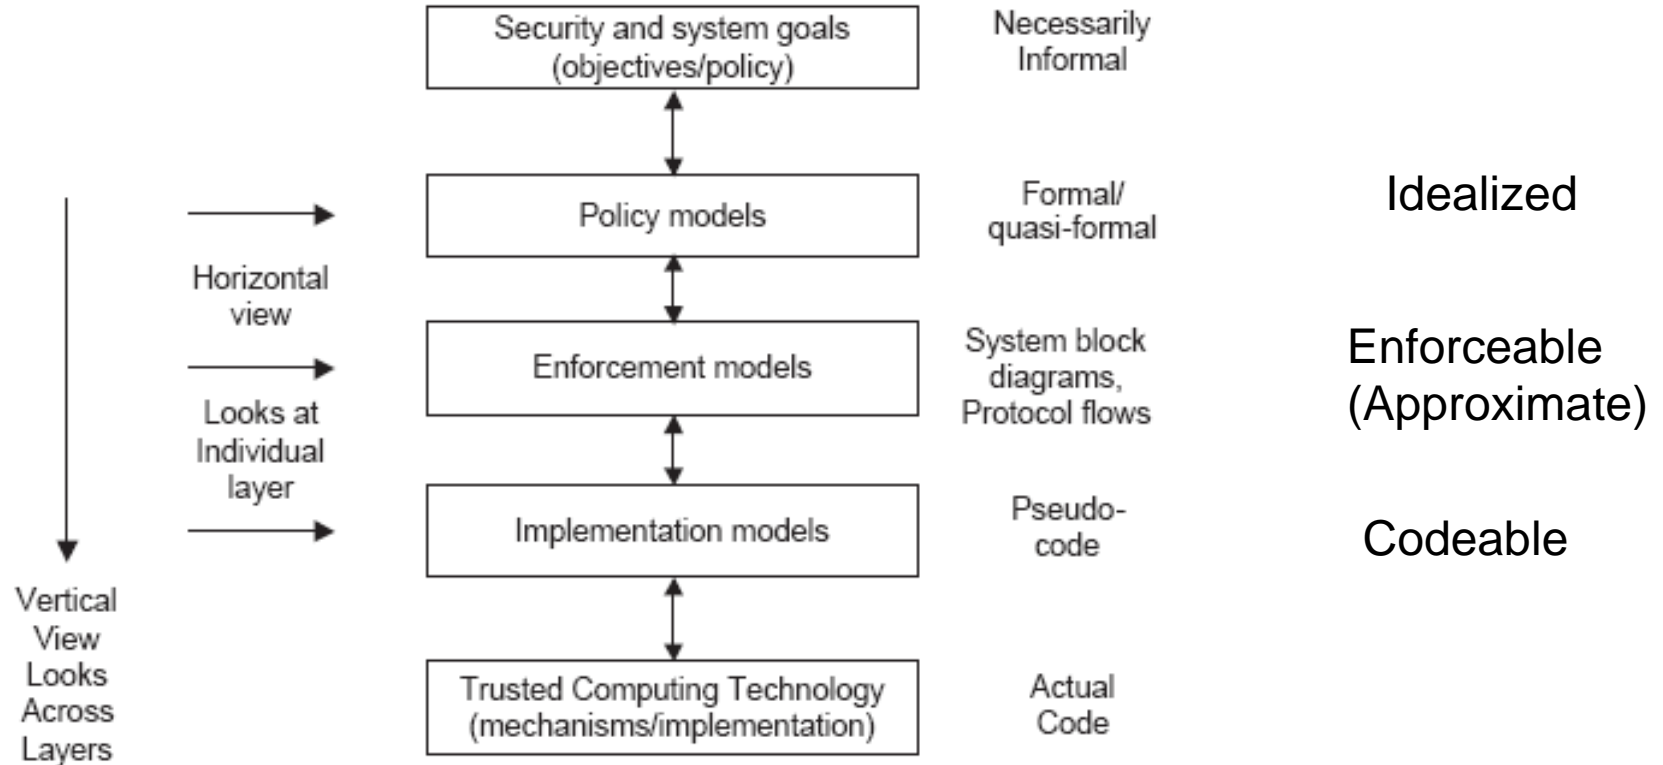 Security and system goals
(objectives/policy)
Necessarily
Informal
Policy models
Formal/
quasi-formal
Idealized
Horizontal
view
Enforcement models
System block
diagrams,
Protocol flows
Enforceable
(Approximate)
Looks at
Individual
layer
Implementation models
Pseudo-
code
Codeable
Vertical
View
Looks
Across
Layers
Trusted Computing Technology
(mechanisms/implementation)
Actual
Code